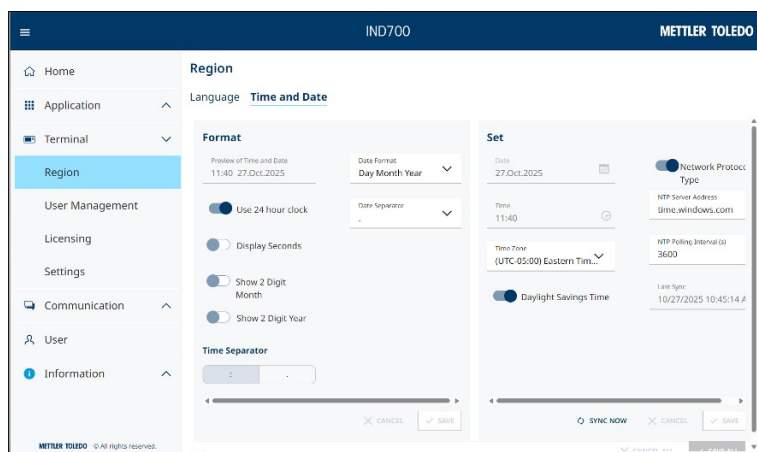 IND700
METTLER TOLEDO
Home
Application
Terminal
Region
User Management
Licensing
Settings
Communication
User
Information
METTLER TOLEDO © All rights reserved.
Region
Language Time and Date
Format
Preview of Time and Date
11:40 27.Oct.2025
Date Format
Day Month Year
Use 24 hour clock
Date Separator
.
Display Seconds
Show 2 Digit
Month
Show 2 Digit Year
Time Separator
: .
CANCEL SAVE
Set
Date
27.Oct.2025
Network Protoc
Type
Time
11:40
NTP Server Address
time.windows.com
Time Zone
(UTC-05:00) Eastern Tim...
NTP Polling Interval (s)
3600
Daylight Savings Time
Last Sync
10/27/2025 10:45:14 A
SYNC NOW CANCEL SAVE
CANCEL ALL SAVE ALL